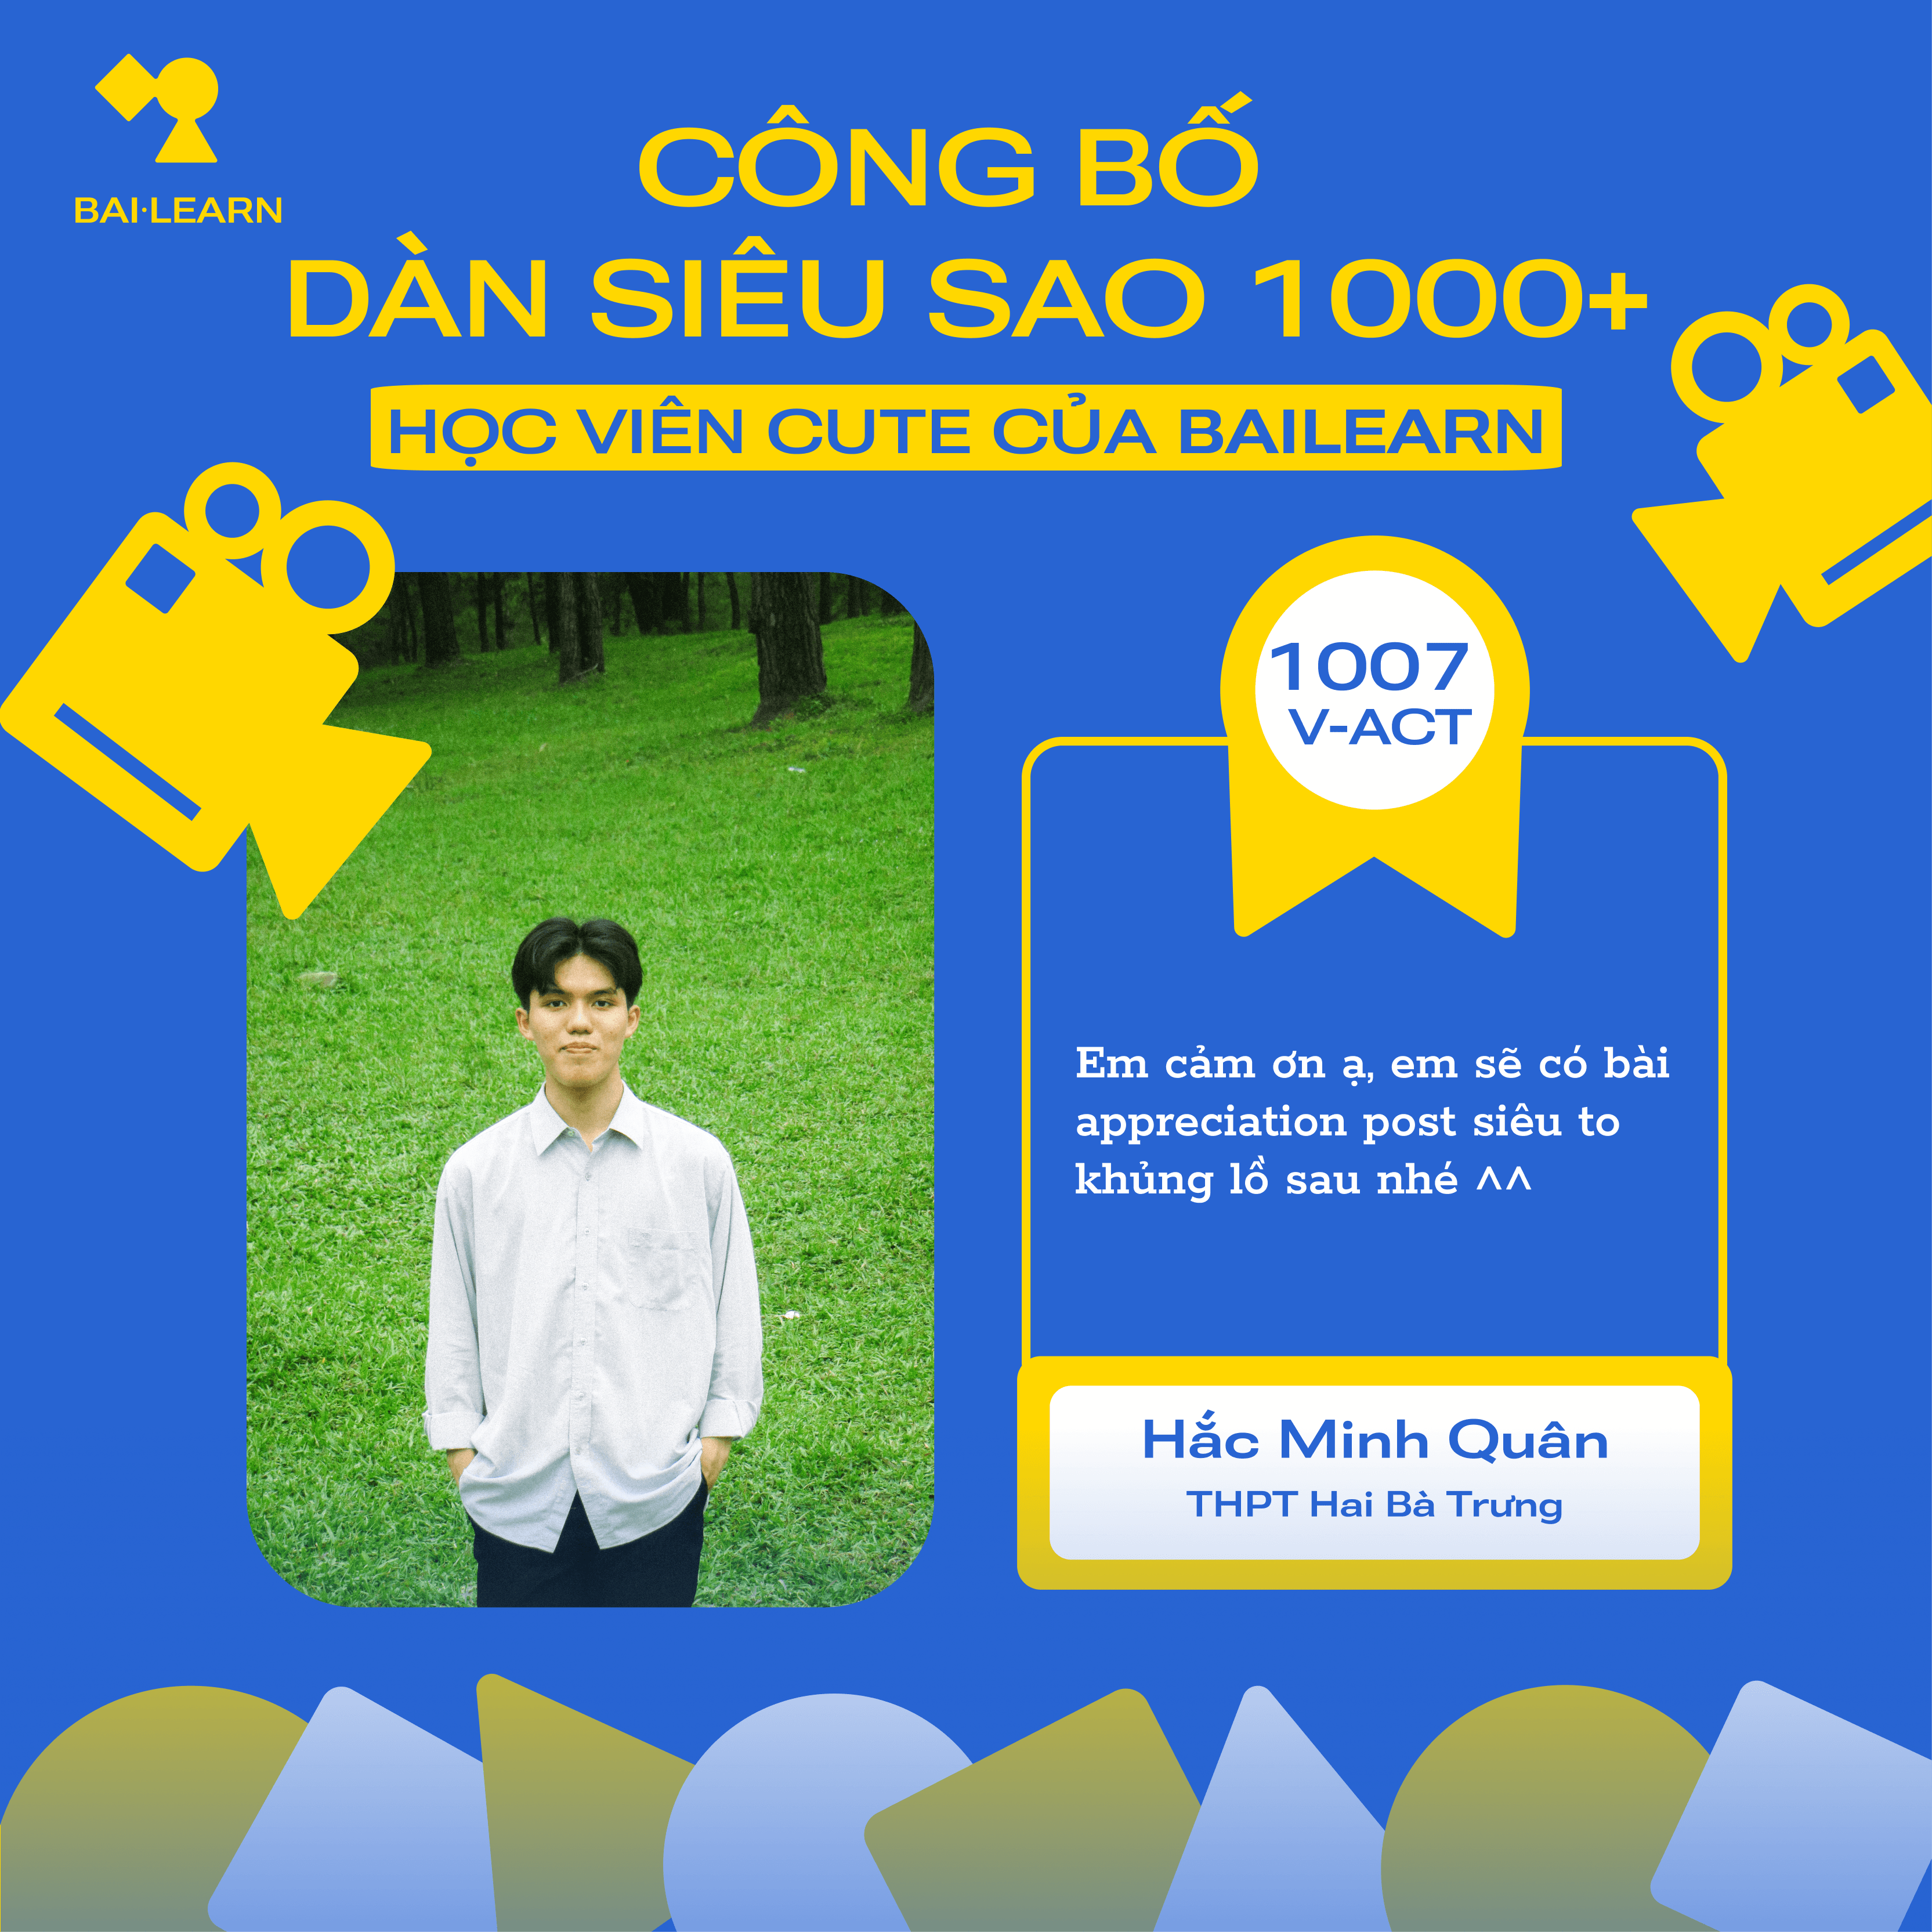 BAI·LEARN
CÔNG BỐ
DÀN SIÊU SAO 1000+
HỌC VIÊN CUTE CỦA BAILEARN
1007
V-ACT
Em cảm ơn ạ, em sẽ có bài
appreciation post siêu to
khủng lồ sau nhé ^^
Hắc Minh Quân
THPT Hai Bà Trưng